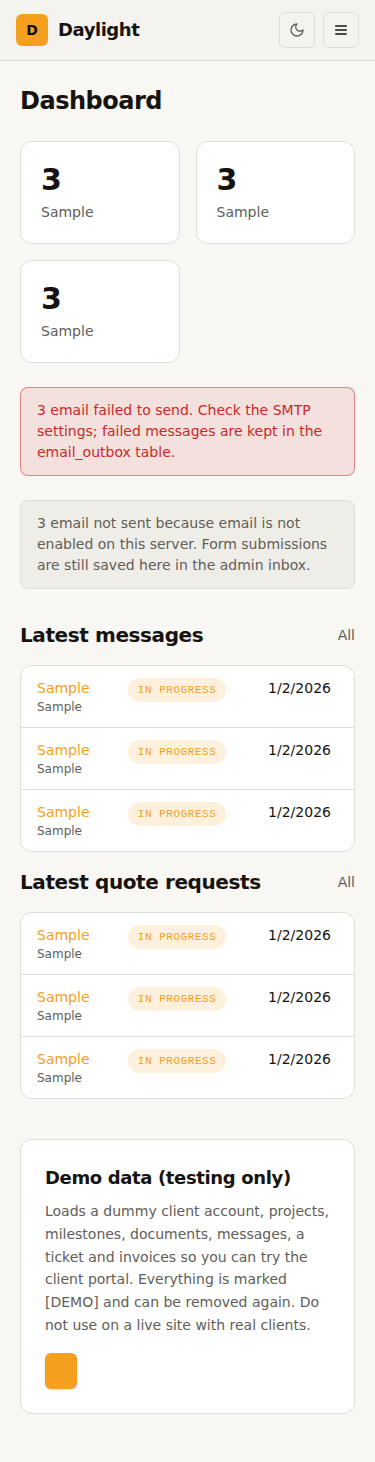 D Daylight
Dashboard
3 3
Sample Sample
3
Sample
3 email failed to send. Check the SMTP
settings; failed messages are kept in the
email_outbox table.
3 email not sent because email is not
enabled on this server. Form submissions
are still saved here in the admin inbox.
Latest messages All
Sample IN PROGRESS 1/2/2026
Sample
Sample IN PROGRESS 1/2/2026
Sample
Sample IN PROGRESS 1/2/2026
Sample
Latest quote requests All
Sample IN PROGRESS 1/2/2026
Sample
Sample IN PROGRESS 1/2/2026
Sample
Sample IN PROGRESS 1/2/2026
Sample
Demo data (testing only)
Loads a dummy client account, projects,
milestones, documents, messages, a
ticket and invoices so you can try the
client portal. Everything is marked
[DEMO] and can be removed again. Do
not use on a live site with real clients.